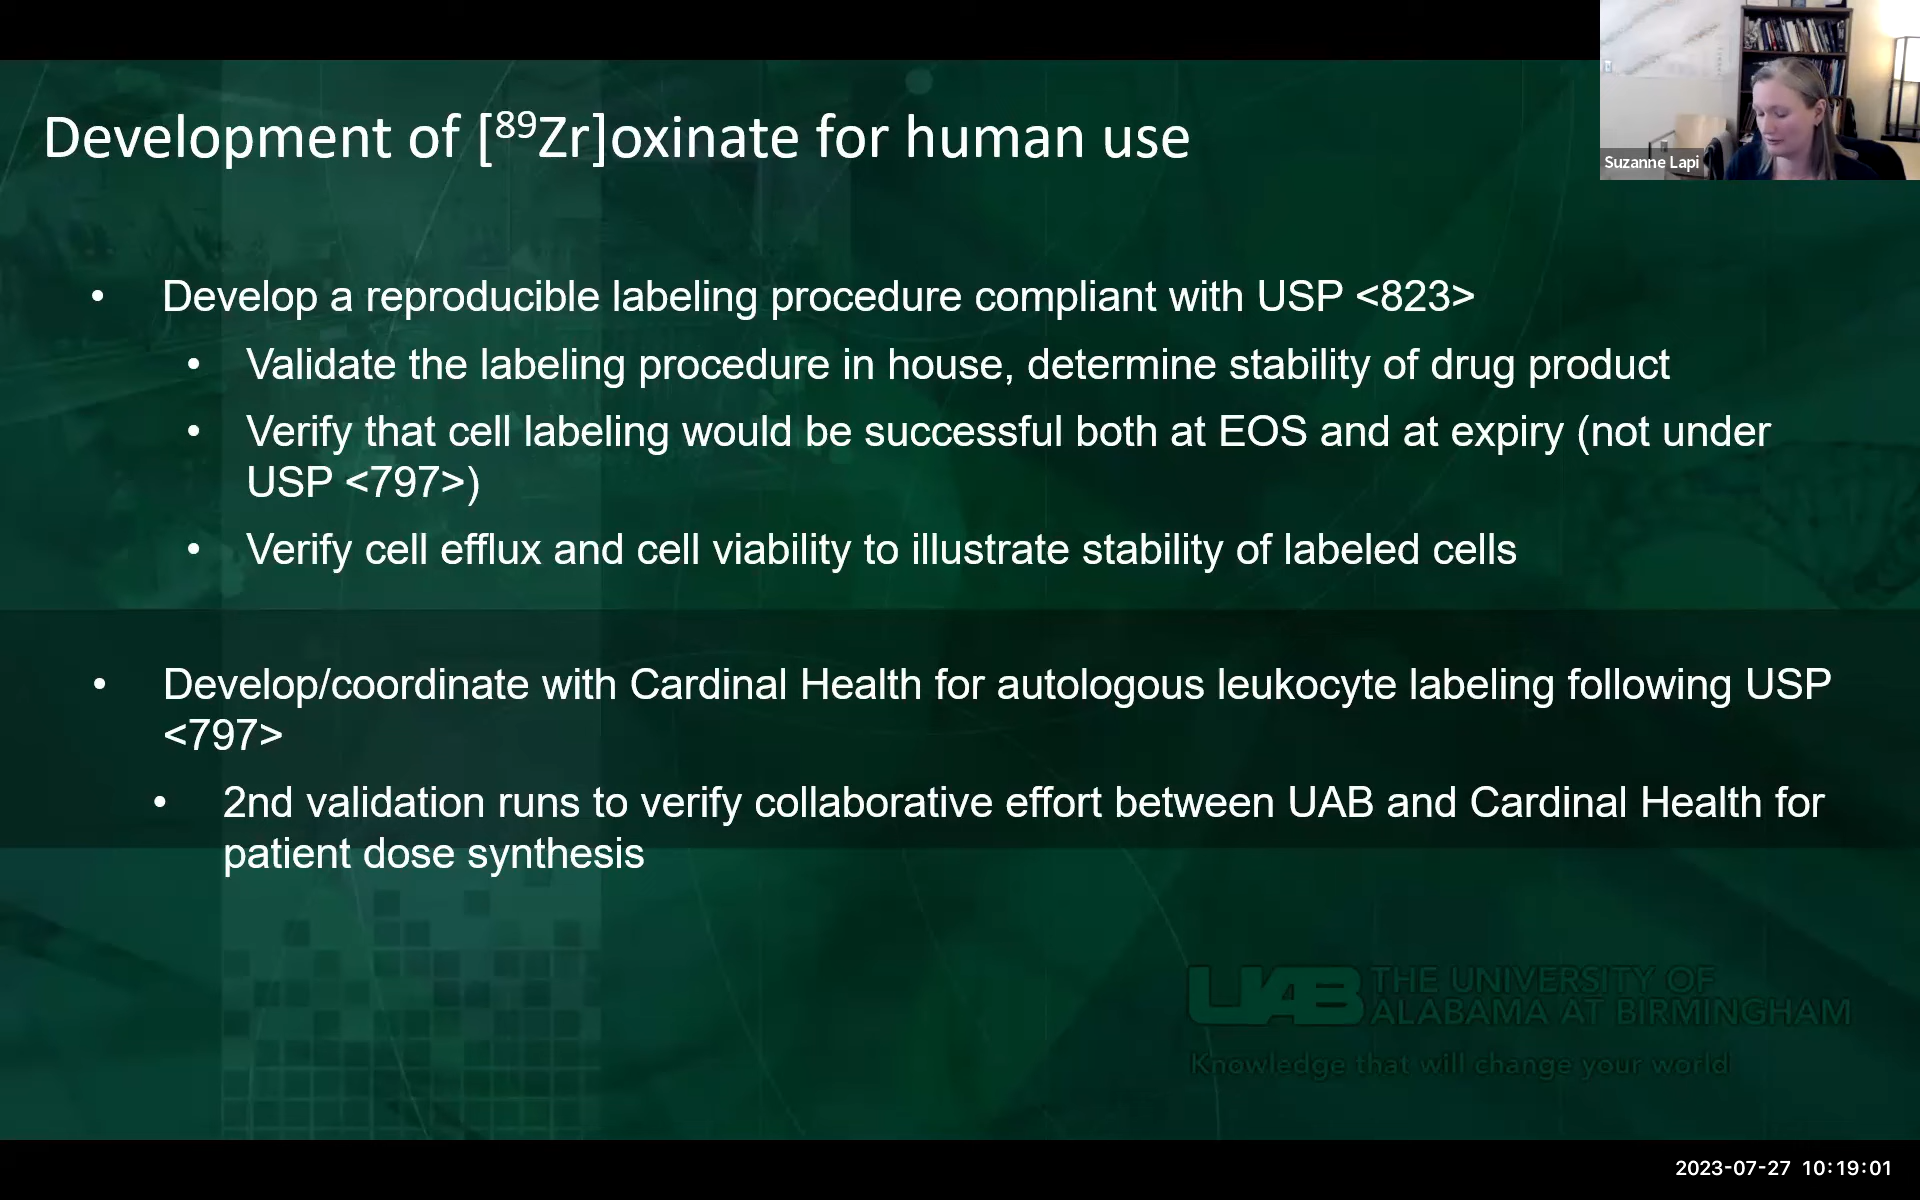 Development of [⁸⁹Zr]oxinate for human use
Suzanne Lapi
• Develop a reproducible labeling procedure compliant with USP <823>
• Validate the labeling procedure in house, determine stability of drug product
• Verify that cell labeling would be successful both at EOS and at expiry (not under
USP <797>)
• Verify cell efflux and cell viability to illustrate stability of labeled cells
• Develop/coordinate with Cardinal Health for autologous leukocyte labeling following USP
<797>
• 2nd validation runs to verify collaborative effort between UAB and Cardinal Health for
patient dose synthesis
UAB THE UNIVERSITY OF
ALABAMA AT BIRMINGHAM
Knowledge that will change your world
2023-07-27 10:19:01